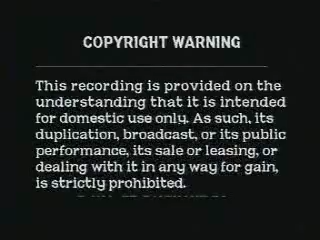 COPYRIGHT WARNING
This recording is provided on the
understanding that it is intended
for domestic use only. As such, its
duplication, broadcast, or its public
performance, its sale or leasing, or
dealing with it in any way for gain,
is strictly prohibited.